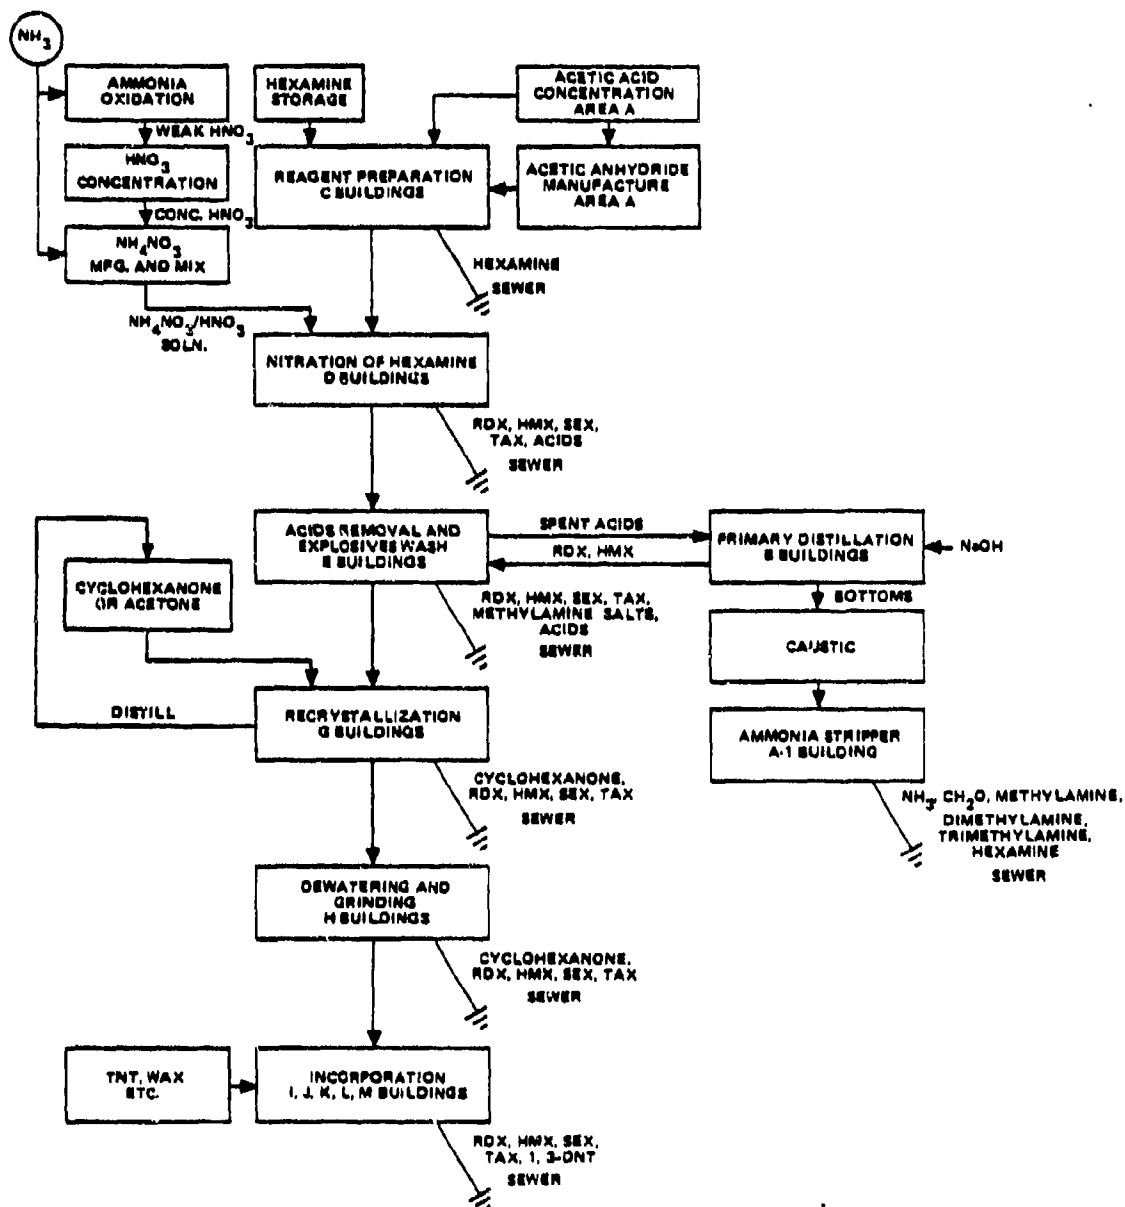 NH3
AMMONIA
OXIDATION
HEXAMINE
STORAGE
ACETIC ACID
CONCENTRATION
AREA A
WEAK HNO3
HNO3
CONCENTRATION
REAGENT PREPARATION
C BUILDINGS
ACETIC ANHYDRIDE
MANUFACTURE
AREA A
CONC. HNO3
NH4NO3
MFG. AND MIX
HEXAMINE
SEWER
NH4NO3/HNO3
SOLN.
NITRATION OF HEXAMINE
D BUILDINGS
RDX, HMX, SEX,
TAX, ACIDS
SEWER
ACIDS REMOVAL AND
EXPLOSIVES WASH
E BUILDINGS
SPENT ACIDS
RDX, HMX
PRIMARY DISTILLATION
B BUILDINGS
NaOH
CYCLOHEXANONE
OR ACETONE
RDX, HMX, SEX, TAX,
METHYLAMINE SALTS,
ACIDS
SEWER
BOTTOMS
CAUSTIC
DISTILL
RECRYSTALLIZATION
G BUILDINGS
AMMONIA STRIPPER
A-1 BUILDING
CYCLOHEXANONE,
RDX, HMX, SEX, TAX
SEWER
NH3, CH2O, METHYLAMINE,
DIMETHYLAMINE,
TRIMETHYLAMINE,
HEXAMINE
SEWER
DEWATERING AND
GRINDING
H BUILDINGS
CYCLOHEXANONE,
RDX, HMX, SEX, TAX
SEWER
TNT, WAX
ETC.
INCORPORATION
I, J, K, L, M BUILDINGS
RDX, HMX, SEX,
TAX, 1, 3-DNT
SEWER